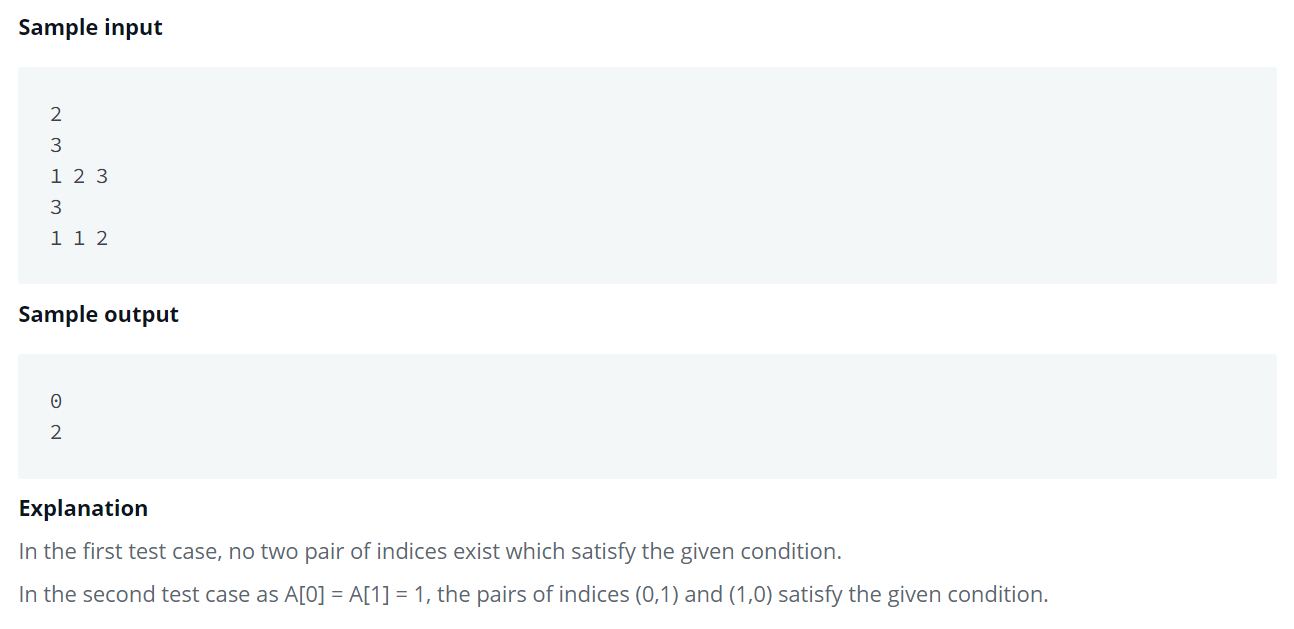 Sample input
2
3
1 2 3
3
1 1 2
Sample output
0
2
Explanation
In the first test case, no two pair of indices exist which satisfy the given condition.
In the second test case as A[0] = A[1] = 1, the pairs of indices (0,1) and (1,0) satisfy the given condition.